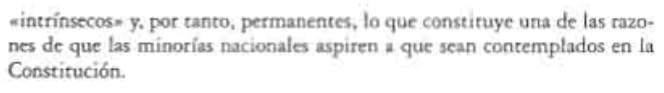 «intrínsecos» y, por tanto, permanentes, lo que constituye una de las razo-
nes de que las minorías nacionales aspiren a que sean contemplados en la
Constitución.